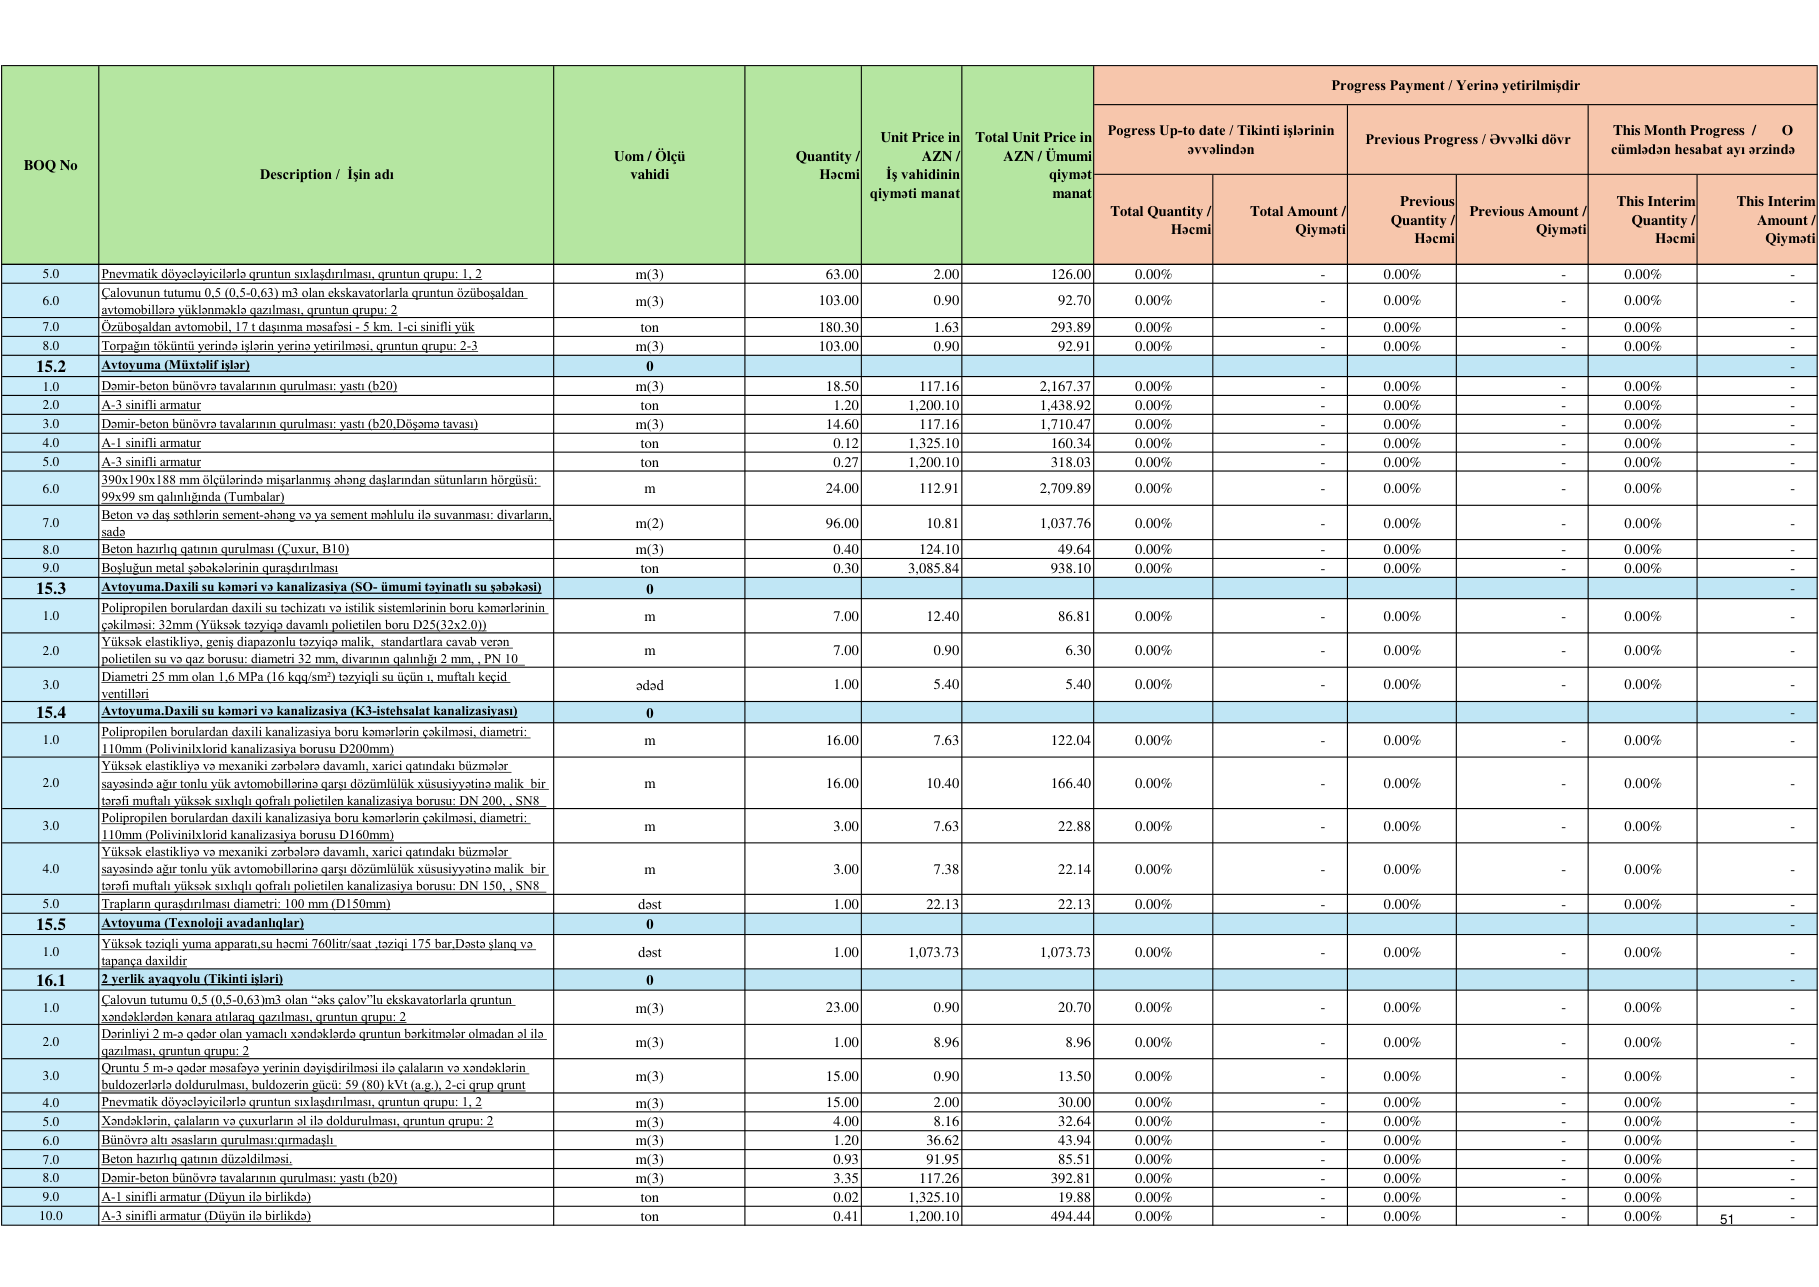 BOQ No
Description / İşin adı
Uom / Ölçü
vahidi
Quantity /
Həcmi
Unit Price in
AZN /
İş vahidinin
qiyməti manat
Total Unit Price in
AZN / Ümumi
qiymət
manat
Progress Payment / Yerinə yetirilmişdir
Pogress Up-to date / Tikinti işlərinin
əvvəlindən
Previous Progress / Əvvəlki dövr
This Month Progress / O
cümlədən hesabat ayı ərzində
Total Quantity /
Həcmi
Total Amount /
Qiyməti
Previous
Quantity /
Həcmi
Previous Amount /
Qiyməti
This Interim
Quantity /
Həcmi
This Interim
Amount /
Qiyməti
5.0 Pnevmatik döyəcləyicilərlə qruntun sıxlaşdırılması, qruntun qrupu: 1, 2 m(3) 63.00 2.00 126.00 0.00% - 0.00% - 0.00% -
6.0 Çalovunun tutumu 0,5 (0,5-0,63) m3 olan ekskavatorlarla qruntun özüboşaldan
avtomobillərə yüklənməklə qazılması, qruntun qrupu: 2 m(3) 103.00 0.90 92.70 0.00% - 0.00% - 0.00% -
7.0 Özüboşaldan avtomobil, 17 t daşınma məsafəsi - 5 km. 1-ci sinifli yük ton 180.30 1.63 293.89 0.00% - 0.00% - 0.00% -
8.0 Torpağın töküntü yerində işlərin yerinə yetirilməsi, qruntun qrupu: 2-3 m(3) 103.00 0.90 92.91 0.00% - 0.00% - 0.00% -
15.2 Avtoyuma (Müxtəlif işlər) 0 -
1.0 Dəmir-beton bünövrə tavalarının qurulması: yastı (b20) m(3) 18.50 117.16 2,167.37 0.00% - 0.00% - 0.00% -
2.0 A-3 sinifli armatur ton 1.20 1,200.10 1,438.92 0.00% - 0.00% - 0.00% -
3.0 Dəmir-beton bünövrə tavalarının qurulması: yastı (b20,Döşəmə tavası) m(3) 14.60 117.16 1,710.47 0.00% - 0.00% - 0.00% -
4.0 A-1 sinifli armatur ton 0.12 1,325.10 160.34 0.00% - 0.00% - 0.00% -
5.0 A-3 sinifli armatur ton 0.27 1,200.10 318.03 0.00% - 0.00% - 0.00% -
6.0 390x190x188 mm ölçülərində mişarlanmış əhəng daşlarından sütunların hörgüsü:
99x99 sm qalınlığında (Tumbalar) m 24.00 112.91 2,709.89 0.00% - 0.00% - 0.00% -
7.0 Beton və daş səthlərin sement-əhəng və ya sement məhlulu ilə suvanması: divarların,
sadə m(2) 96.00 10.81 1,037.76 0.00% - 0.00% - 0.00% -
8.0 Beton hazırlıq qatının qurulması (Çuxur, B10) m(3) 0.40 124.10 49.64 0.00% - 0.00% - 0.00% -
9.0 Boşluğun metal şəbəkələrinin quraşdırılması ton 0.30 3,085.84 938.10 0.00% - 0.00% - 0.00% -
15.3 Avtoyuma.Daxili su kəməri və kanalizasiya (SO- ümumi təyinatlı su şəbəkəsi) 0 -
1.0 Polipropilen borulardan daxili su təchizatı və istilik sistemlərinin boru kəmərlərinin
çəkilməsi: 32mm (Yüksək təzyiqə davamlı polietilen boru D25(32x2.0)) m 7.00 12.40 86.81 0.00% - 0.00% - 0.00% -
2.0 Yüksək elastikliyə, geniş diapazonlu təzyiqə malik, standartlara cavab verən
polietilen su və qaz borusu: diametri 32 mm, divarının qalınlığı 2 mm, , PN 10 m 7.00 0.90 6.30 0.00% - 0.00% - 0.00% -
3.0 Diametri 25 mm olan 1,6 MPa (16 kqq/sm²) təzyiqli su üçün ı, muftalı keçid
ventilləri ədəd 1.00 5.40 5.40 0.00% - 0.00% - 0.00% -
15.4 Avtoyuma.Daxili su kəməri və kanalizasiya (K3-istehsalat kanalizasiyası) 0 -
1.0 Polipropilen borulardan daxili kanalizasiya boru kəmərlərin çəkilməsi, diametri:
110mm (Polivinilxlorid kanalizasiya borusu D200mm) m 16.00 7.63 122.04 0.00% - 0.00% - 0.00% -
2.0 Yüksək elastikliyə və mexaniki zərbələrə davamlı, xarici qatındakı büzmələr
sayəsində ağır tonlu yük avtomobillərinə qarşı dözümlülük xüsusiyyətinə malik bir
tərəfi muftalı yüksək sıxlıqlı qofralı polietilen kanalizasiya borusu: DN 200, , SN8 m 16.00 10.40 166.40 0.00% - 0.00% - 0.00% -
3.0 Polipropilen borulardan daxili kanalizasiya boru kəmərlərin çəkilməsi, diametri:
110mm (Polivinilxlorid kanalizasiya borusu D160mm) m 3.00 7.63 22.88 0.00% - 0.00% - 0.00% -
4.0 Yüksək elastikliyə və mexaniki zərbələrə davamlı, xarici qatındakı büzmələr
sayəsində ağır tonlu yük avtomobillərinə qarşı dözümlülük xüsusiyyətinə malik bir
tərəfi muftalı yüksək sıxlıqlı qofralı polietilen kanalizasiya borusu: DN 150, , SN8 m 3.00 7.38 22.14 0.00% - 0.00% - 0.00% -
5.0 Trapların quraşdırılması diametri: 100 mm (D150mm) dəst 1.00 22.13 22.13 0.00% - 0.00% - 0.00% -
15.5 Avtoyuma (Texnoloji avadanlıqlar) 0 -
1.0 Yüksək təziqli yuma apparatı,su həcmi 760litr/saat ,təziqi 175 bar,Dəstə şlanq və
tapança daxildir dəst 1.00 1,073.73 1,073.73 0.00% - 0.00% - 0.00% -
16.1 2 yerlik ayaqyolu (Tikinti işləri) 0 -
1.0 Çalovun tutumu 0,5 (0,5-0,63)m3 olan “əks çalov”lu ekskavatorlarla qruntun
xəndəklərdən kənara atılaraq qazılması, qruntun qrupu: 2 m(3) 23.00 0.90 20.70 0.00% - 0.00% - 0.00% -
2.0 Dərinliyi 2 m-ə qədər olan yamaclı xəndəklərdə qruntun bərkitmələr olmadan əl ilə
qazılması, qruntun qrupu: 2 m(3) 1.00 8.96 8.96 0.00% - 0.00% - 0.00% -
3.0 Qruntu 5 m-ə qədər məsafəyə yerinin dəyişdirilməsi ilə çalaların və xəndəklərin
buldozerlərlə doldurulması, buldozerin gücü: 59 (80) kVt (a.g.), 2-ci qrup qrunt m(3) 15.00 0.90 13.50 0.00% - 0.00% - 0.00% -
4.0 Pnevmatik döyəcləyicilərlə qruntun sıxlaşdırılması, qruntun qrupu: 1, 2 m(3) 15.00 2.00 30.00 0.00% - 0.00% - 0.00% -
5.0 Xəndəklərin, çalaların və çuxurların əl ilə doldurulması, qruntun qrupu: 2 m(3) 4.00 8.16 32.64 0.00% - 0.00% - 0.00% -
6.0 Bünövrə altı əsasların qurulması:qırmadaşlı m(3) 1.20 36.62 43.94 0.00% - 0.00% - 0.00% -
7.0 Beton hazırlıq qatının düzəldilməsi. m(3) 0.93 91.95 85.51 0.00% - 0.00% - 0.00% -
8.0 Dəmir-beton bünövrə tavalarının qurulması: yastı (b20) m(3) 3.35 117.26 392.81 0.00% - 0.00% - 0.00% -
9.0 A-1 sinifli armatur (Düyun ilə birlikdə) ton 0.02 1,325.10 19.88 0.00% - 0.00% - 0.00% -
10.0 A-3 sinifli armatur (Düyün ilə birlikdə) ton 0.41 1,200.10 494.44 0.00% - 0.00% - 0.00% -
51